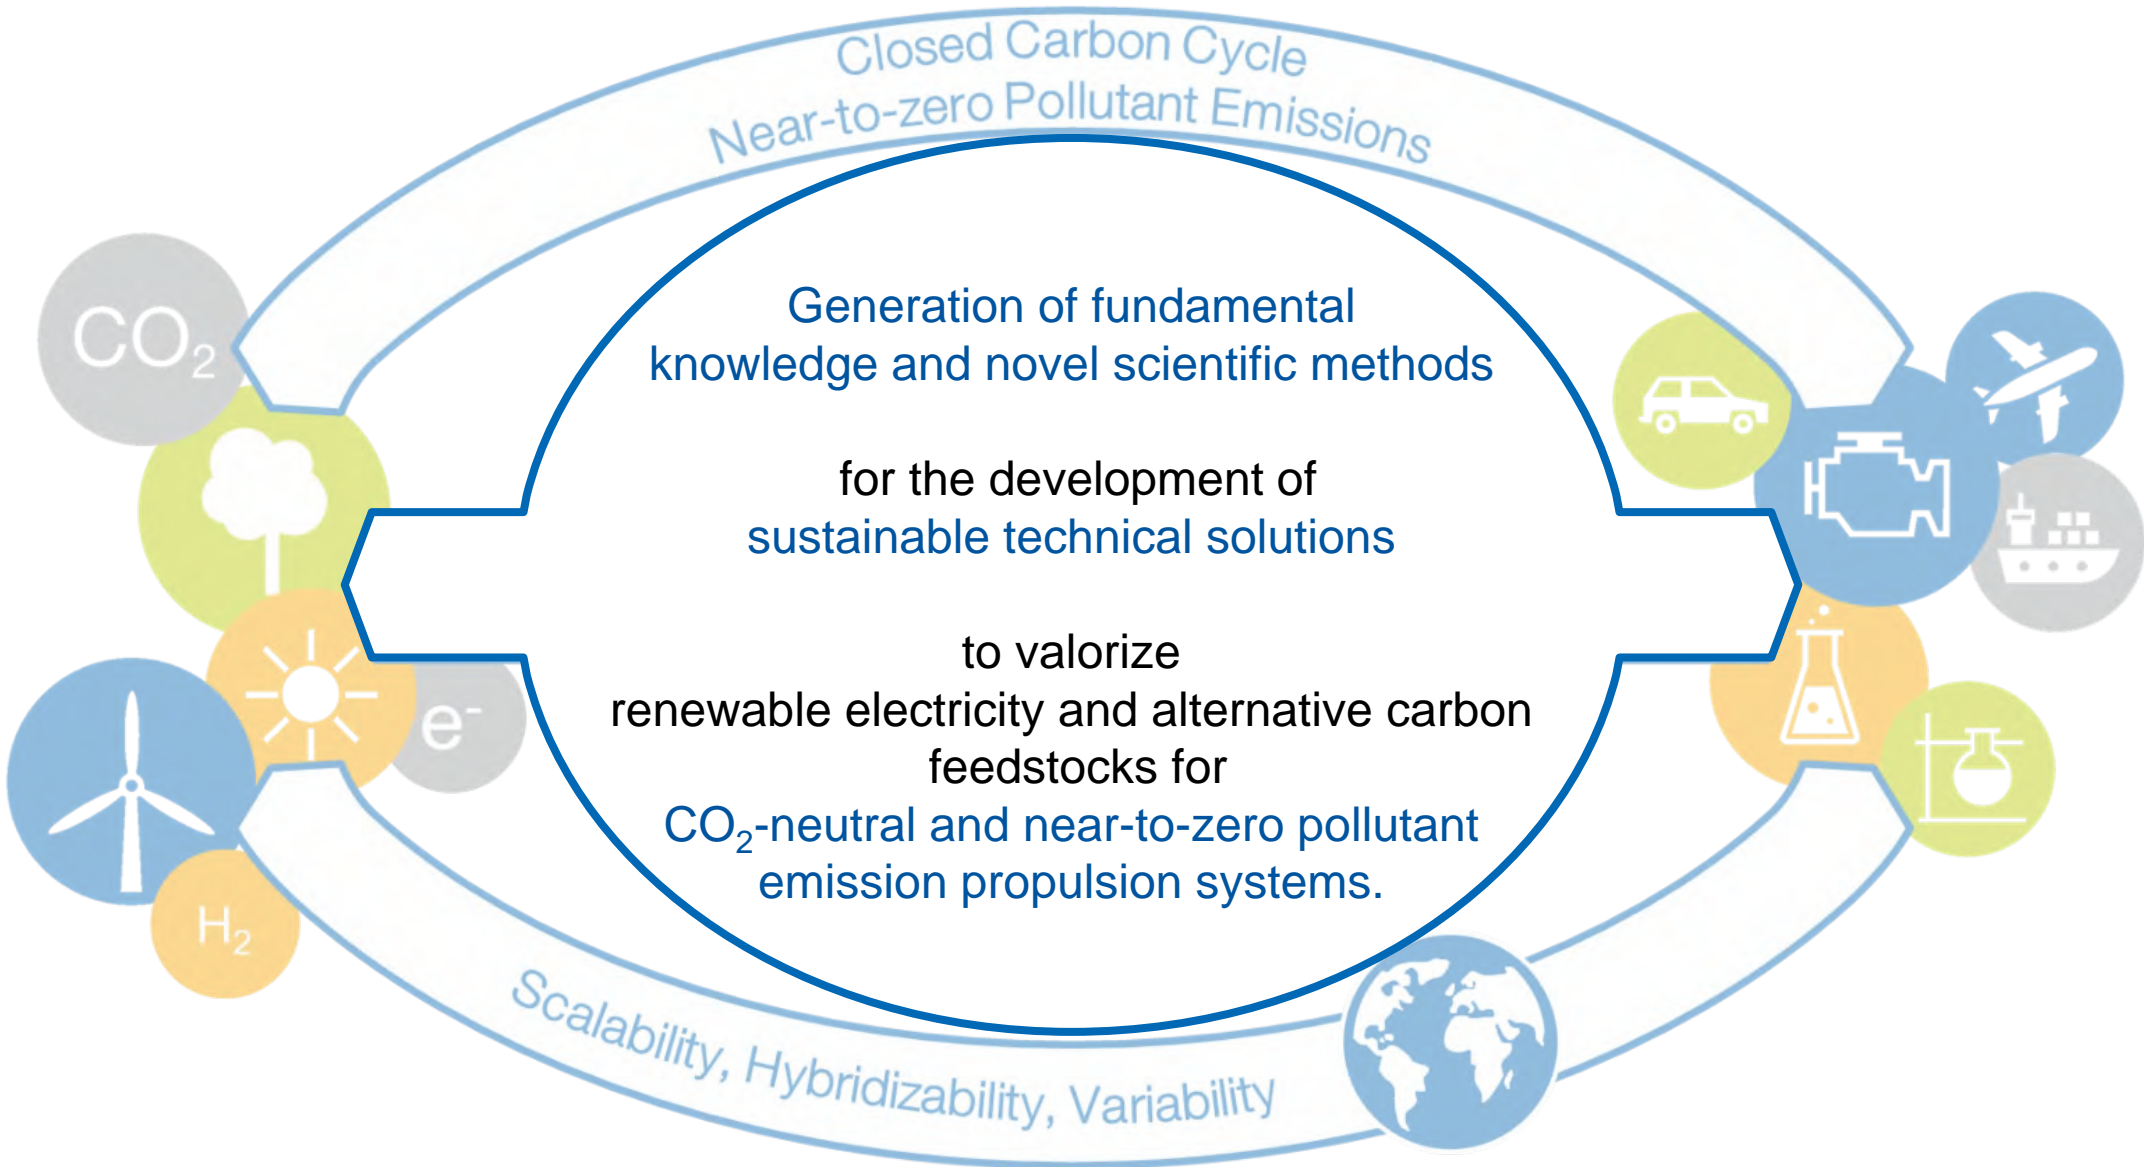 Closed Carbon Cycle
Near-to-zero Pollutant Emissions
CO₂
Generation of fundamental
knowledge and novel scientific methods
for the development of
sustainable technical solutions
to valorize
renewable electricity and alternative carbon
feedstocks for
CO₂-neutral and near-to-zero pollutant
emission propulsion systems.
e⁻
H₂
Scalability, Hybridizability, Variability